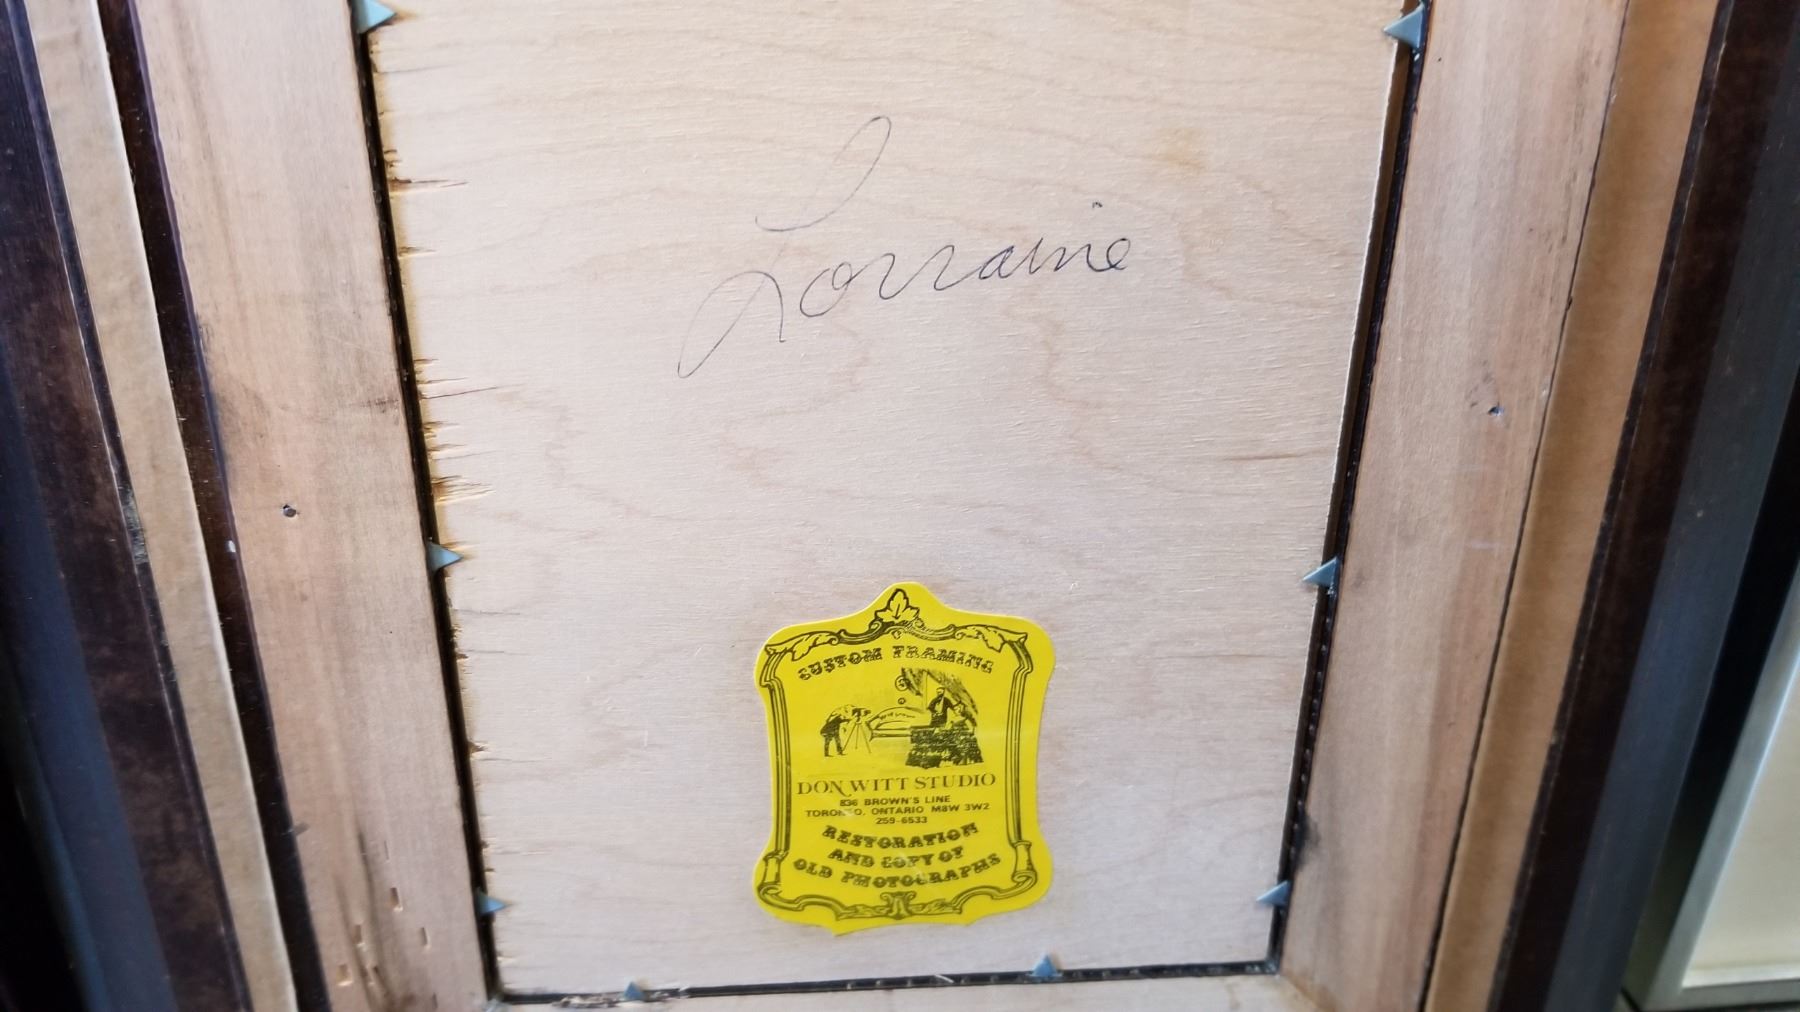 Lorraine
CUSTOM FRAMING
DON WITT STUDIO
836 BROWN'S LINE
TORONTO, ONTARIO M8W 3W2
259-6533
RESTORATION
AND COPY OF
OLD PHOTOGRAPHS